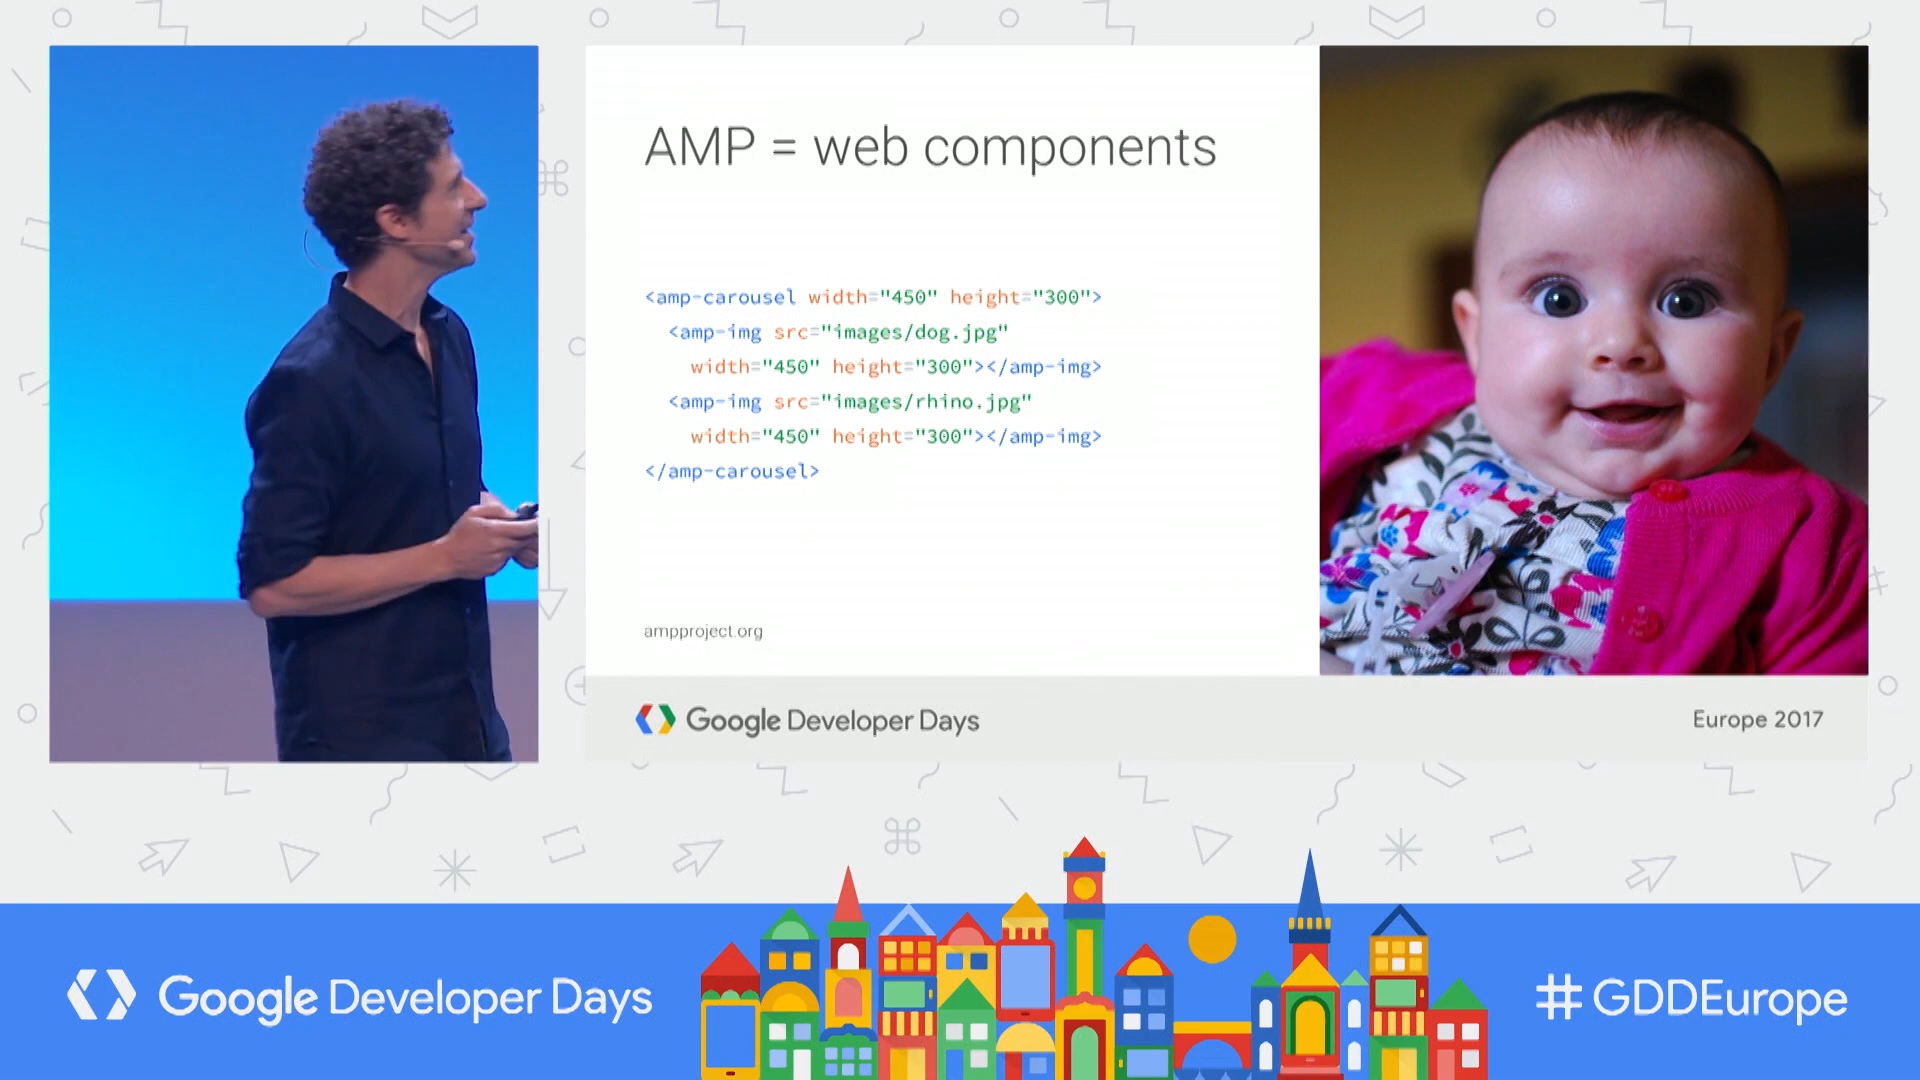 AMP = web components
<amp-carousel width="450" height="300">
<amp-img src="images/dog.jpg"
width="450" height="300"></amp-img>
<amp-img src="images/rhino.jpg"
width="450" height="300"></amp-img>
</amp-carousel>
ampproject.org
Google Developer Days
Europe 2017
Google Developer Days
#GDDEurope